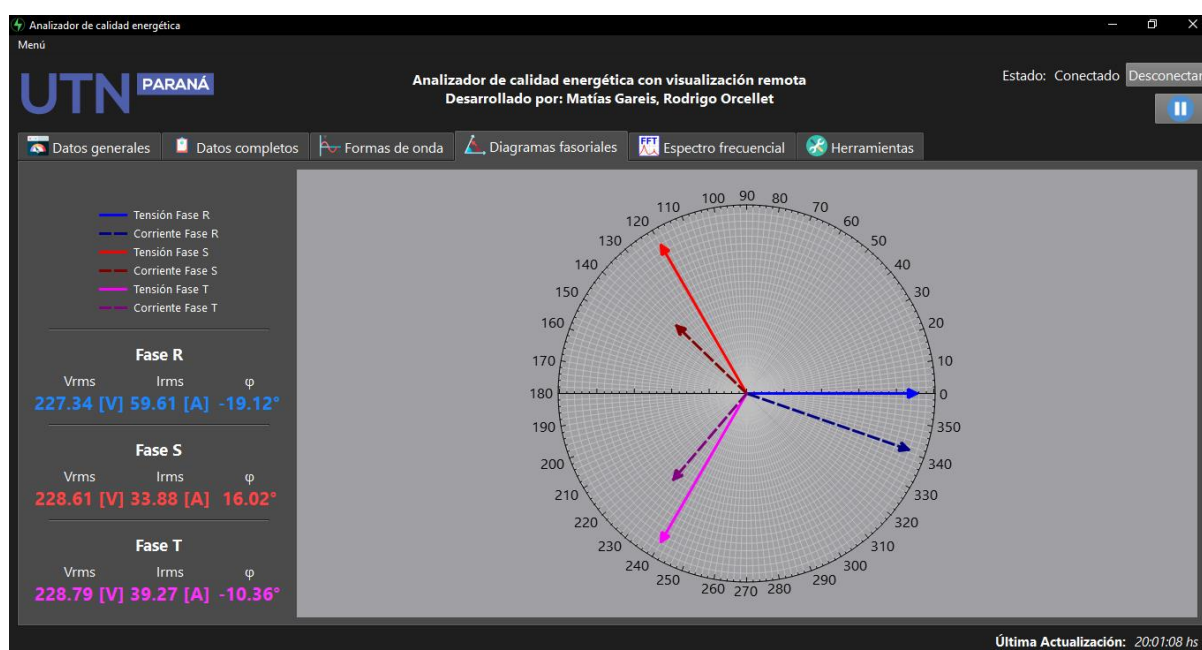 Analizador de calidad energética
Menú
UTN PARANÁ
Analizador de calidad energética con visualización remota
Desarrollado por: Matías Gareis, Rodrigo Orcellet
Estado: Conectado Desconectar
Datos generales Datos completos Formas de onda Diagramas fasoriales FFT Espectro frecuencial Herramientas
Tensión Fase R
Corriente Fase R
Tensión Fase S
Corriente Fase S
Tensión Fase T
Corriente Fase T
Fase R
Vrms Irms φ
227.34 [V] 59.61 [A] -19.12°
Fase S
Vrms Irms φ
228.61 [V] 33.88 [A] 16.02°
Fase T
Vrms Irms φ
228.79 [V] 39.27 [A] -10.36°
0
10
20
30
40
50
60
70
80
90
100
110
120
130
140
150
160
170
180
190
200
210
220
230
240
250
260
270
280
290
300
310
320
330
340
350
Última Actualización: 20:01:08 hs